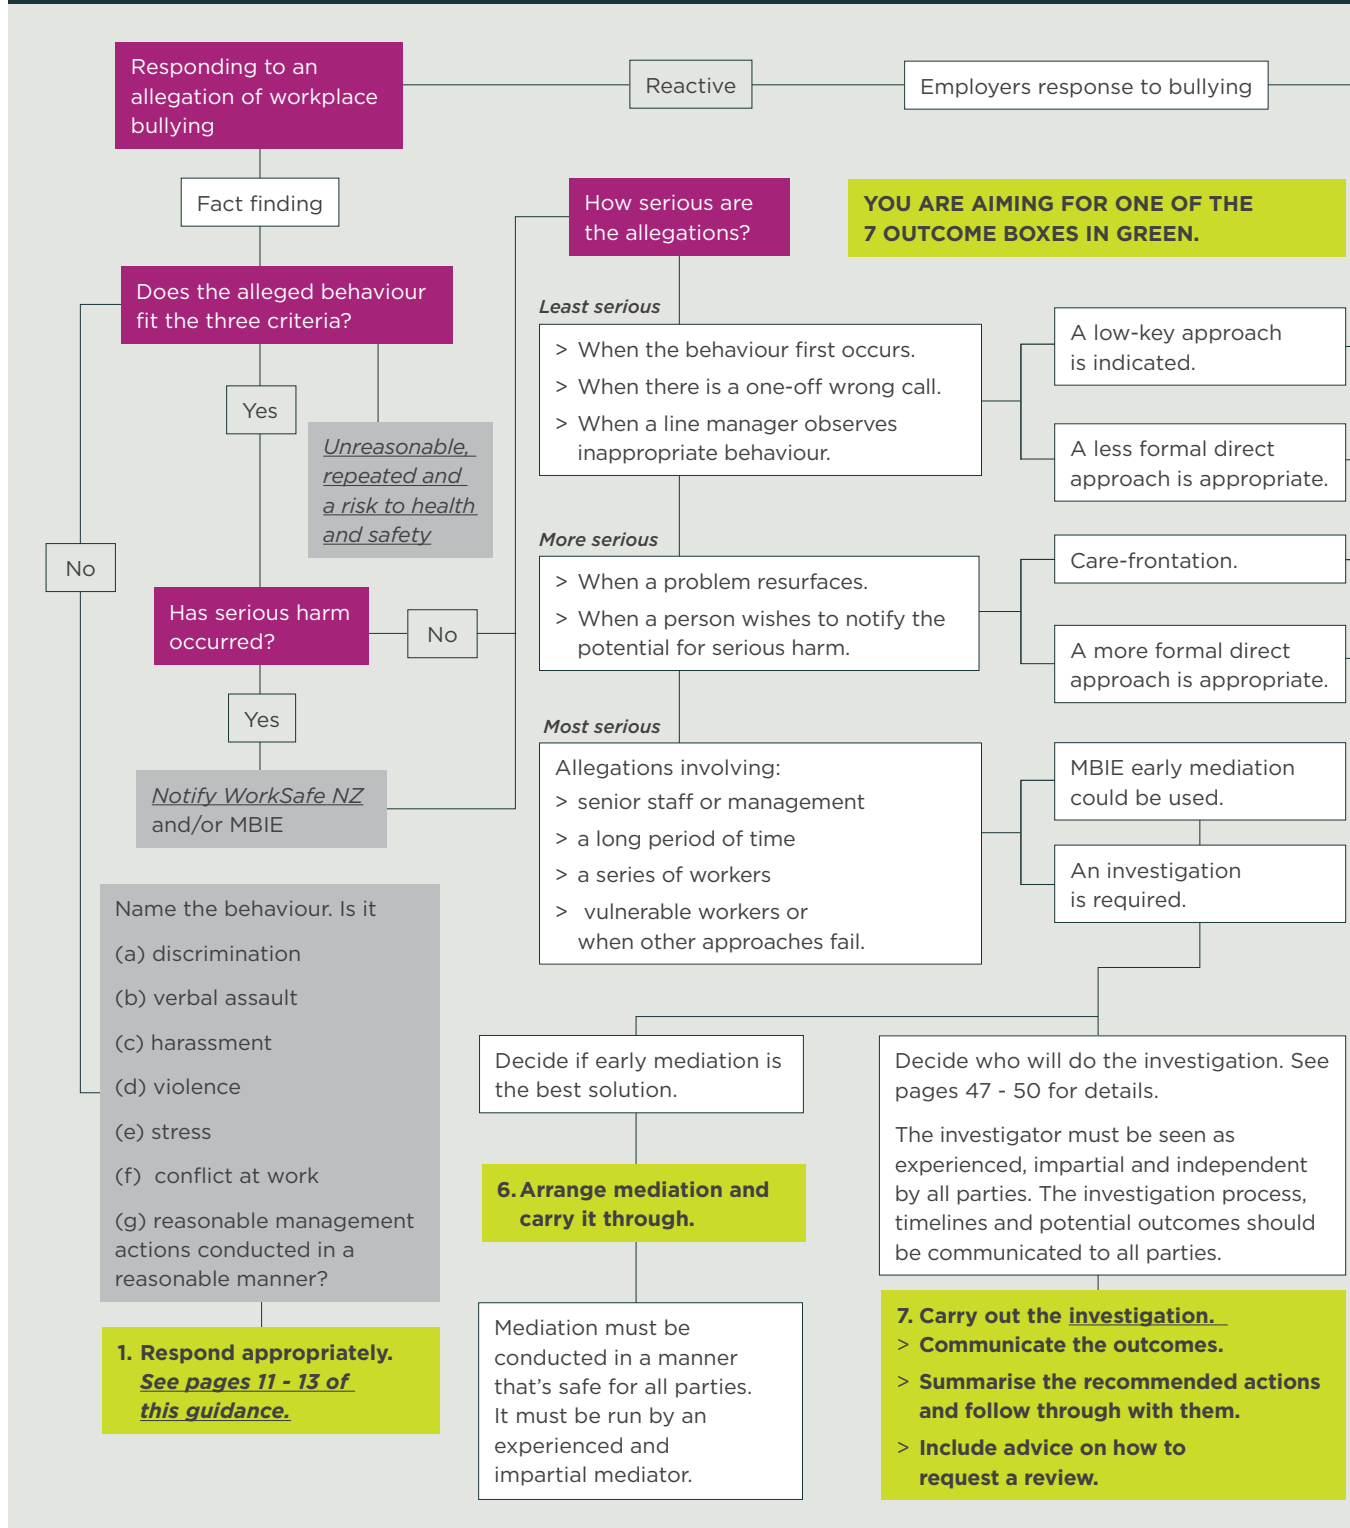 Responding to an
allegation of workplace
bullying
Reactive
Employers response to bullying
Fact finding
How serious are
the allegations?
YOU ARE AIMING FOR ONE OF THE
7 OUTCOME BOXES IN GREEN.
Does the alleged behaviour
fit the three criteria?
Yes
Unreasonable,
repeated and
a risk to health
and safety
No
Has serious harm
occurred?
No
Yes
Notify WorkSafe NZ
and/or MBIE
Least serious
> When the behaviour first occurs.
> When there is a one-off wrong call.
> When a line manager observes
inappropriate behaviour.
A low-key approach
is indicated.
A less formal direct
approach is appropriate.
More serious
> When a problem resurfaces.
> When a person wishes to notify the
potential for serious harm.
Care-frontation.
A more formal direct
approach is appropriate.
Most serious
Allegations involving:
> senior staff or management
> a long period of time
> a series of workers
> vulnerable workers or
when other approaches fail.
MBIE early mediation
could be used.
An investigation
is required.
Name the behaviour. Is it
(a) discrimination
(b) verbal assault
(c) harassment
(d) violence
(e) stress
(f) conflict at work
(g) reasonable management
actions conducted in a
reasonable manner?
1. Respond appropriately.
See pages 11 - 13 of
this guidance.
Decide if early mediation is
the best solution.
6. Arrange mediation and
carry it through.
Mediation must be
conducted in a manner
that's safe for all parties.
It must be run by an
experienced and
impartial mediator.
Decide who will do the investigation. See
pages 47 - 50 for details.
The investigator must be seen as
experienced, impartial and independent
by all parties. The investigation process,
timelines and potential outcomes should
be communicated to all parties.
7. Carry out the investigation.
> Communicate the outcomes.
> Summarise the recommended actions
and follow through with them.
> Include advice on how to
request a review.